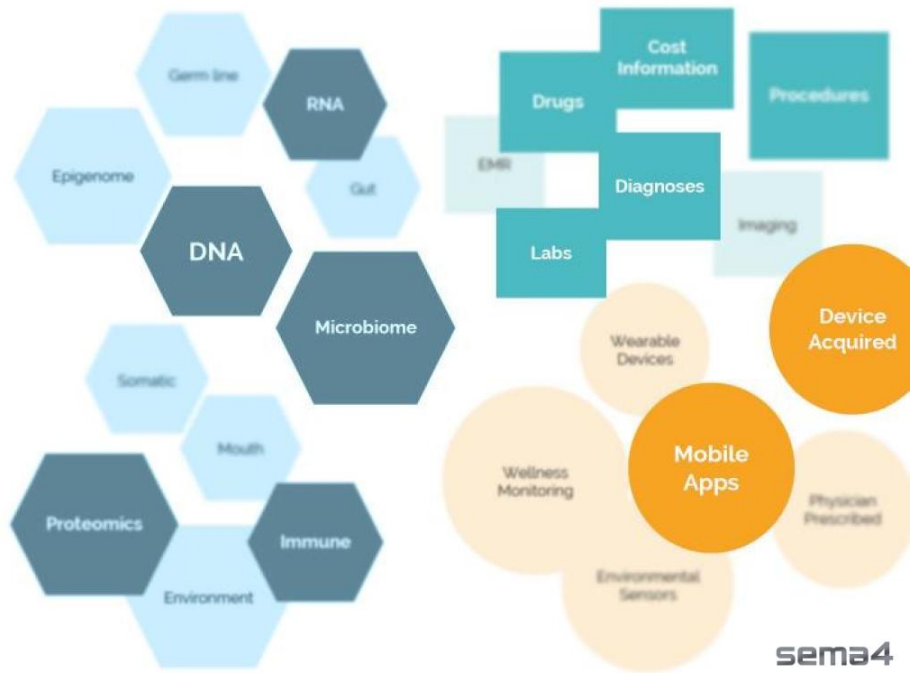 Germ line
RNA
Epigenome
Gut
DNA
Microbiome
Somatic
Mouth
Proteomics
Immune
Environment
Cost
Information
Procedures
Drugs
EMR
Diagnoses
Imaging
Labs
Device
Acquired
Wearable
Devices
Mobile
Apps
Wellness
Monitoring
Physician
Prescribed
Environmental
Sensors
sema4